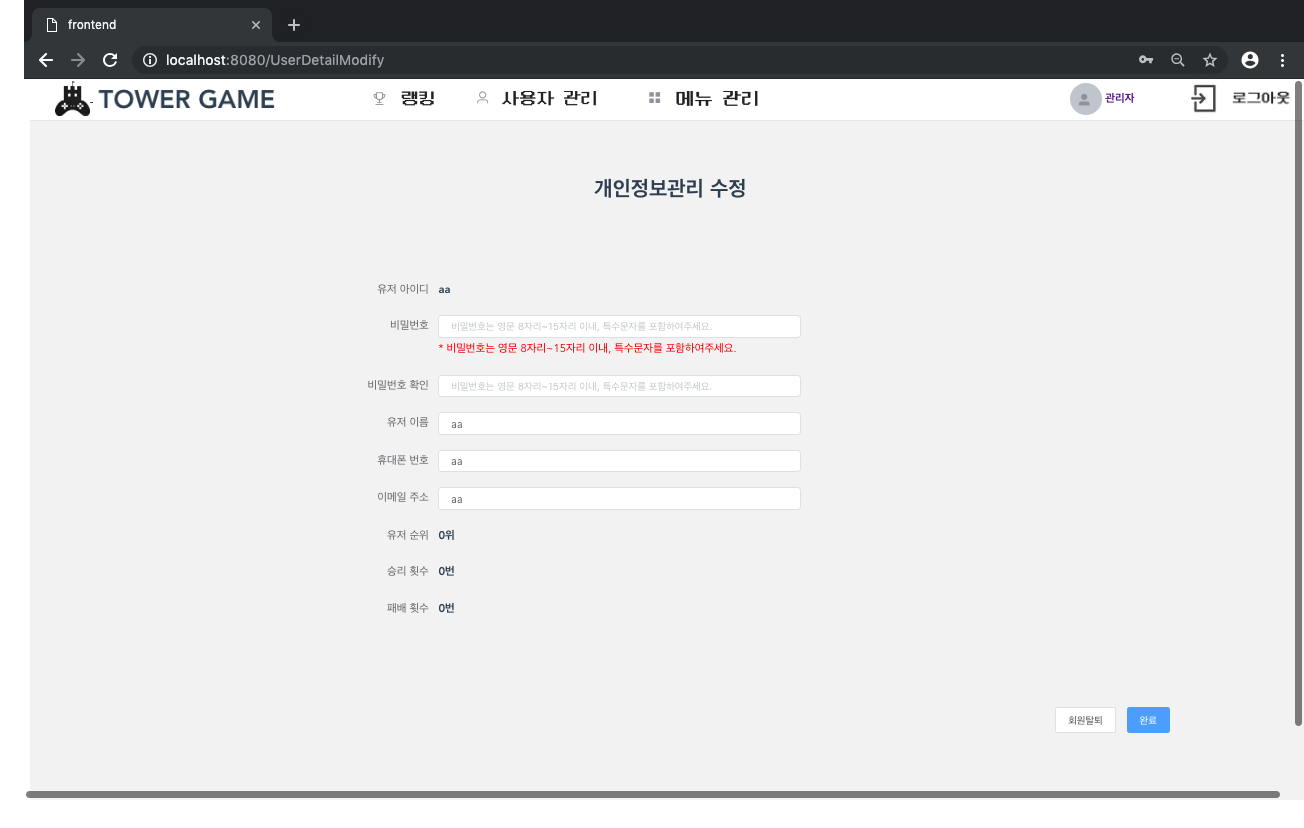 frontend
localhost:8080/UserDetailModify
TOWER GAME 랭킹 사용자 관리 메뉴 관리 관리자 로그아웃
개인정보관리 수정
유저 아이디 aa
비밀번호 비밀번호는 영문 8자리~15자리 이내, 특수문자를 포함하여주세요.
* 비밀번호는 영문 8자리~15자리 이내, 특수문자를 포함하여주세요.
비밀번호 확인 비밀번호는 영문 8자리~15자리 이내, 특수문자를 포함하여주세요.
유저 이름 aa
휴대폰 번호 aa
이메일 주소 aa
유저 순위 0위
승리 횟수 0번
패배 횟수 0번
회원탈퇴 완료